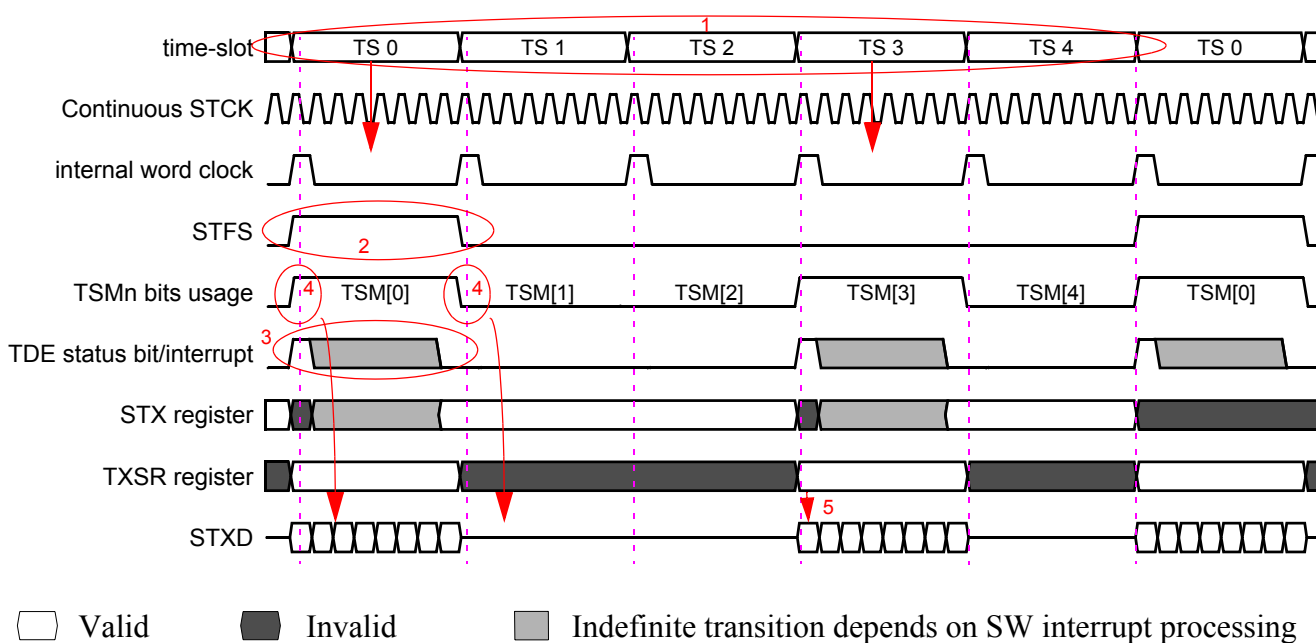 1
time-slot TS 0 TS 1 TS 2 TS 3 TS 4 TS 0
Continuous STCK
internal word clock
STFS
2
TSMn bits usage 4 TSM[0] 4 TSM[1] TSM[2] TSM[3] TSM[4] TSM[0]
3
TDE status bit/interrupt
STX register
TXSR register
5
STXD
Valid Invalid Indefinite transition depends on SW interrupt processing